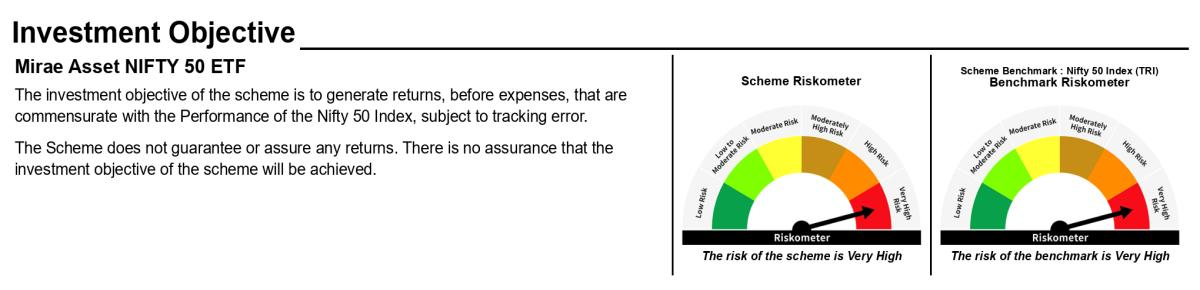 Investment Objective
Mirae Asset NIFTY 50 ETF
The investment objective of the scheme is to generate returns, before expenses, that are
commensurate with the Performance of the Nifty 50 Index, subject to tracking error.
The Scheme does not guarantee or assure any returns. There is no assurance that the
investment objective of the scheme will be achieved.
Scheme Riskometer
Low Risk
Low to
Moderate Risk
Moderate Risk
Moderately
High Risk
High Risk
Very High
Risk
Riskometer
The risk of the scheme is Very High
Scheme Benchmark : Nifty 50 Index (TRI)
Benchmark Riskometer
Low Risk
Low to
Moderate Risk
Moderate Risk
Moderately
High Risk
High Risk
Very High
Risk
Riskometer
The risk of the benchmark is Very High